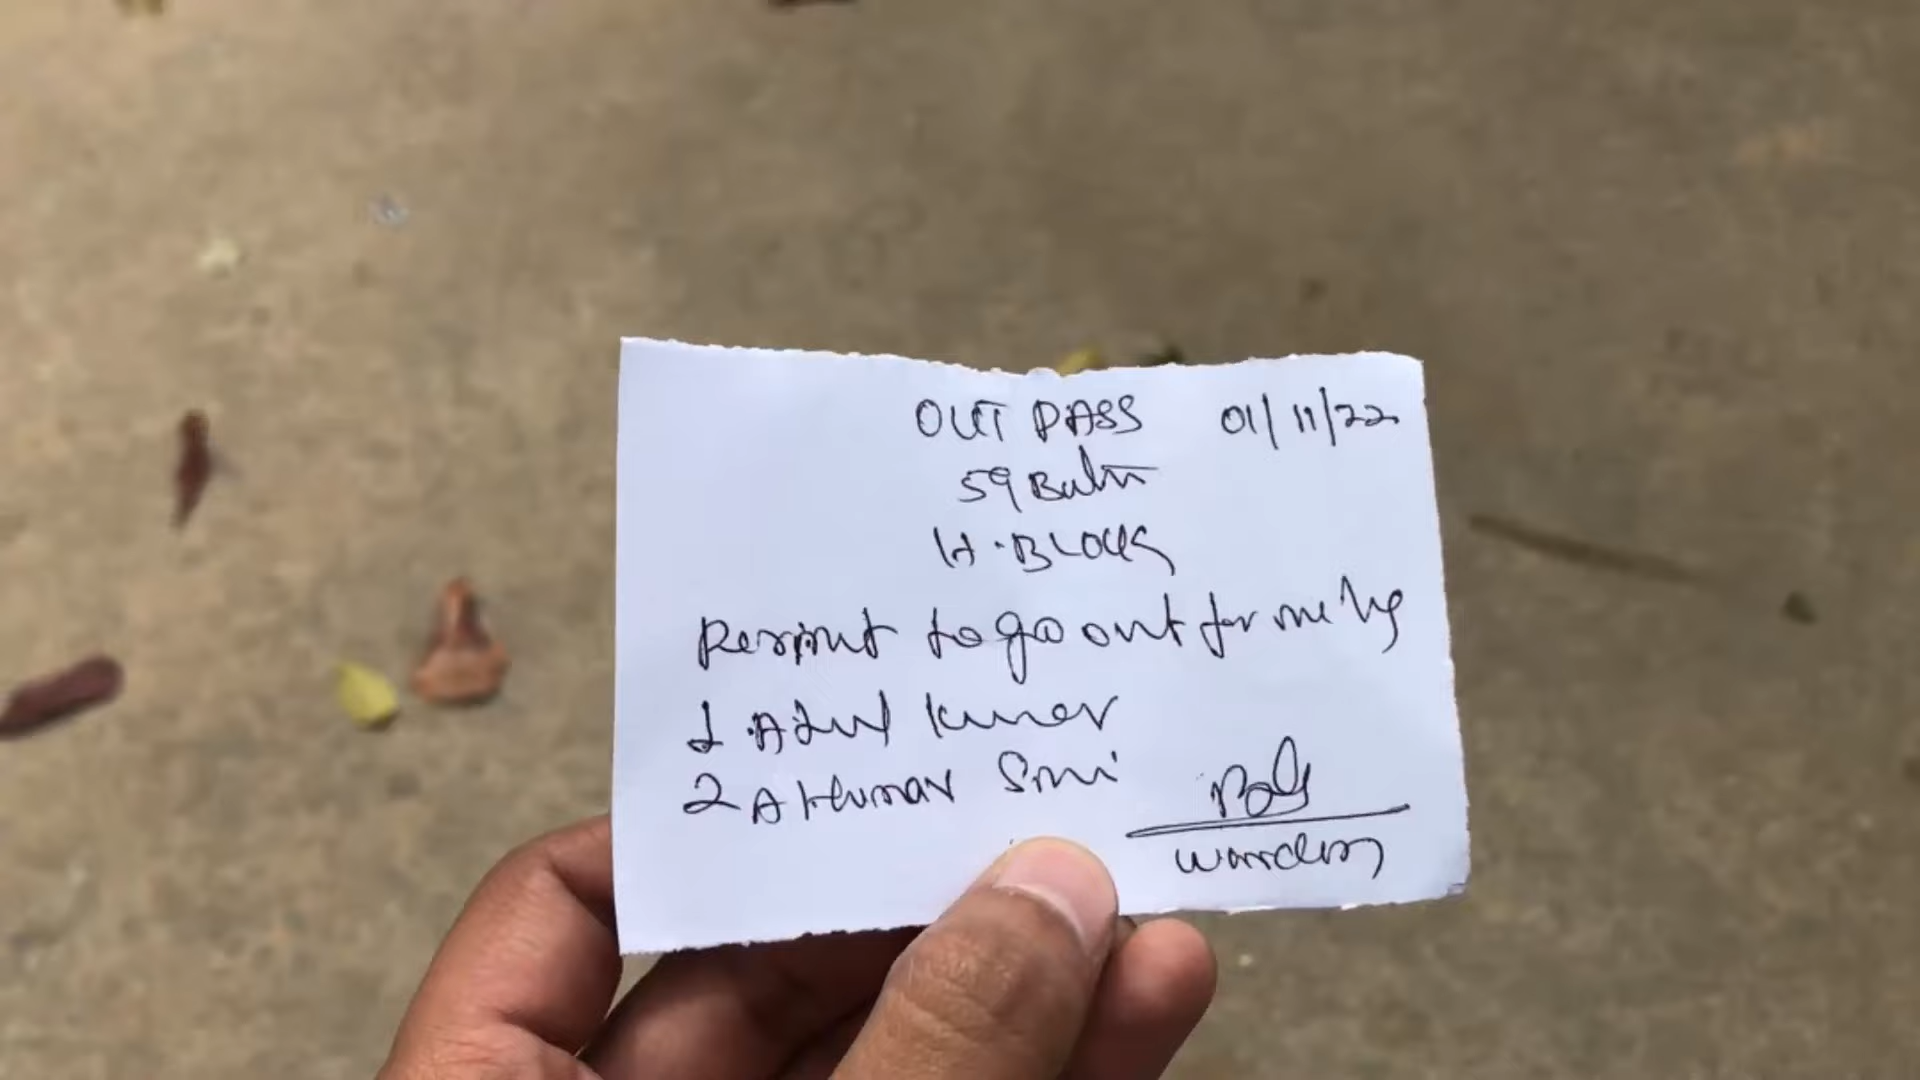 OUT PASS 01/11/22
59 Batch
H. BLOCK
Permit to go out for
1. Atul Kumar
2 A Kumar
Warden